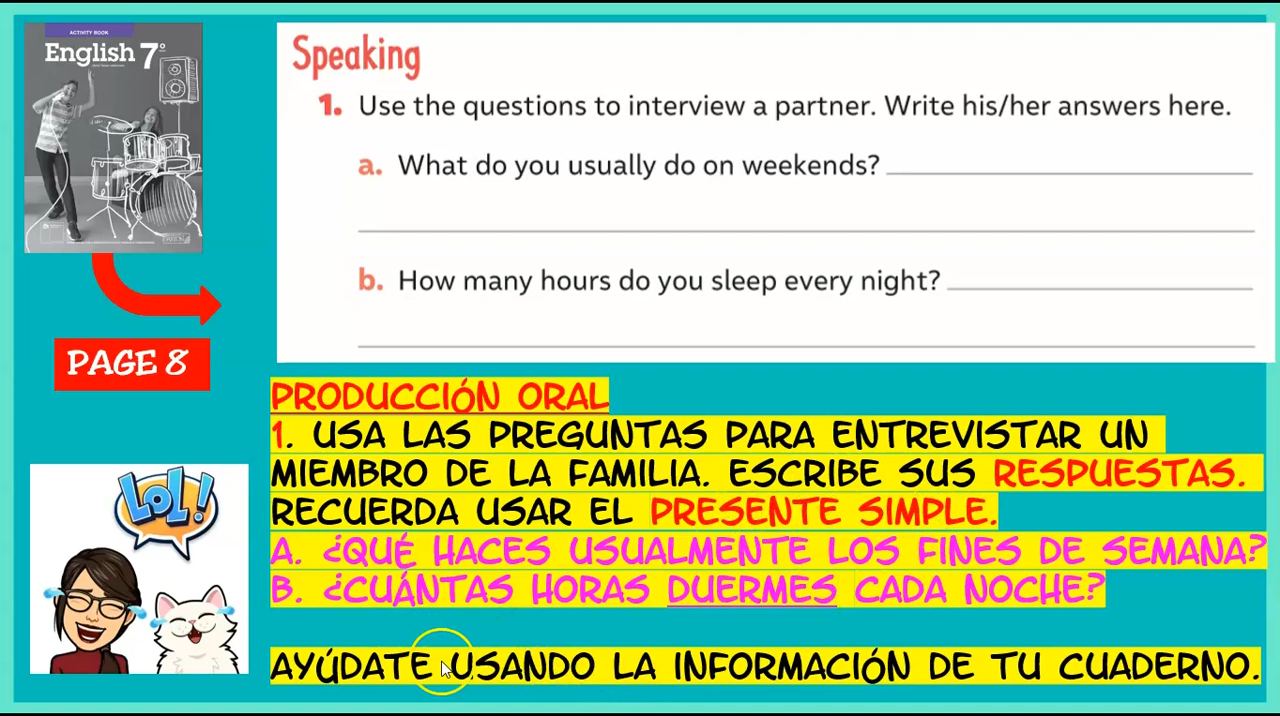 ACTIVITY BOOK
English 7°
Speaking
1. Use the questions to interview a partner. Write his/her answers here.
a. What do you usually do on weekends?
b. How many hours do you sleep every night?
PAGE 8
PRODUCCIÓN ORAL
1. USA LAS PREGUNTAS PARA ENTREVISTAR UN
MIEMBRO DE LA FAMILIA. ESCRIBE SUS RESPUESTAS.
RECUERDA USAR EL PRESENTE SIMPLE.
A. ¿QUÉ HACES USUALMENTE LOS FINES DE SEMANA?
B. ¿CUÁNTAS HORAS DUERMES CADA NOCHE?
LOL!
AYÚDATE USANDO LA INFORMACIÓN DE TU CUADERNO.